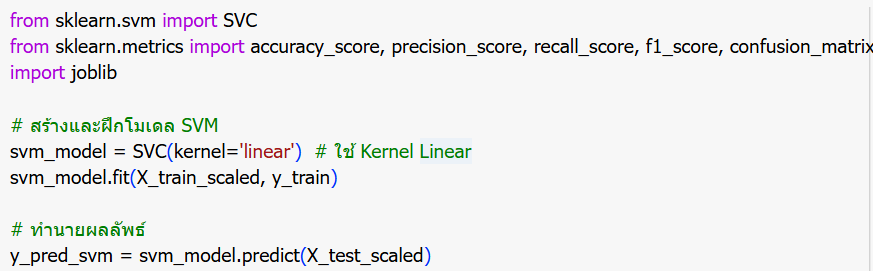 from sklearn.svm import SVC
from sklearn.metrics import accuracy_score, precision_score, recall_score, f1_score, confusion_matrix
import joblib
# สร้างและฝึกโมเดล SVM
svm_model = SVC(kernel='linear')  # ใช้ Kernel Linear
svm_model.fit(X_train_scaled, y_train)
# ทำนายผลลัพธ์
y_pred_svm = svm_model.predict(X_test_scaled)